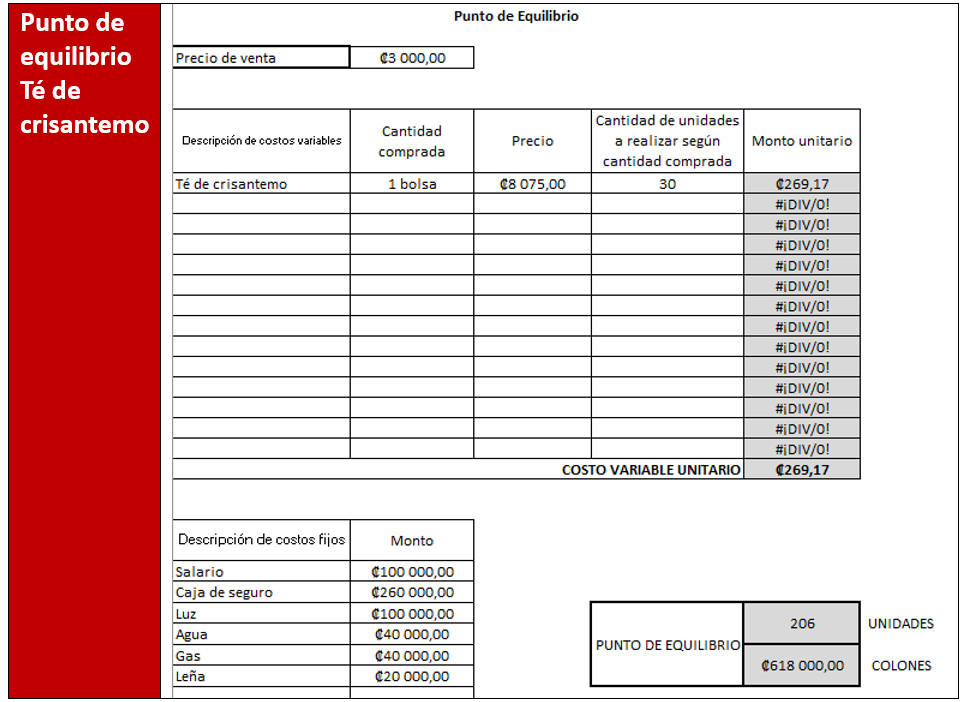 Punto de
equilibrio
Té de
crisantemo
Punto de Equilibrio
Precio de venta ₡3 000,00
Descripción de costos variables Cantidad comprada Precio Cantidad de unidades a realizar según cantidad comprada Monto unitario
Té de crisantemo 1 bolsa ₡8 075,00 30 ₡269,17
#¡DIV/0!
#¡DIV/0!
#¡DIV/0!
#¡DIV/0!
#¡DIV/0!
#¡DIV/0!
#¡DIV/0!
#¡DIV/0!
#¡DIV/0!
#¡DIV/0!
#¡DIV/0!
#¡DIV/0!
#¡DIV/0!
COSTO VARIABLE UNITARIO ₡269,17
Descripción de costos fijos Monto
Salario ₡100 000,00
Caja de seguro ₡260 000,00
Luz ₡100 000,00
Agua ₡40 000,00
Gas ₡40 000,00
Leña ₡20 000,00
PUNTO DE EQUILIBRIO
206 UNIDADES
₡618 000,00 COLONES